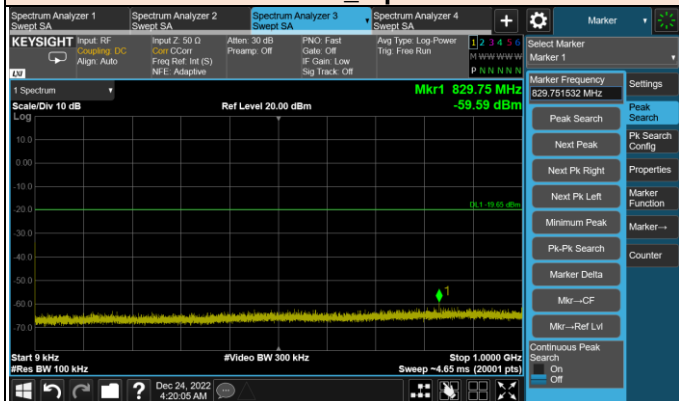 Spectrum Analyzer 1
Swept SA
Spectrum Analyzer 2
Swept SA
Spectrum Analyzer 3
Swept SA
Spectrum Analyzer 4
Swept SA
+
Marker
KEYSIGHT
LXI
Input: RF
Coupling: DC
Align: Auto
Input Z: 50 Ω
Corr CCorr
Freq Ref: Int (S)
NFE: Adaptive
Atten: 30 dB
Preamp: Off
PNO: Fast
Gate: Off
IF Gain: Low
Sig Track: Off
Avg Type: Log-Power
Trig: Free Run
1 2 3 4 5 6
M W W W W W
P N N N N N
Select Marker
Marker 1
1 Spectrum
Scale/Div 10 dB
Log
Ref Level 20.00 dBm
Mkr1 829.75 MHz
-59.59 dBm
10.0
0.00
-10.0
-20.0
-30.0
-40.0
-50.0
-60.0
-70.0
DL1 -19.65 dBm
1
Start 9 kHz
#Res BW 100 kHz
#Video BW 300 kHz
Stop 1.0000 GHz
Sweep ~4.65 ms (20001 pts)
Marker Frequency
829.751532 MHz
Peak Search
Next Peak
Next Pk Right
Next Pk Left
Minimum Peak
Pk-Pk Search
Marker Delta
Mkr→CF
Mkr→Ref Lvl
Continuous Peak
Search
On
Off
Settings
Peak
Search
Pk Search
Config
Properties
Marker
Function
Marker→
Counter
?
Dec 24, 2022
4:20:05 AM